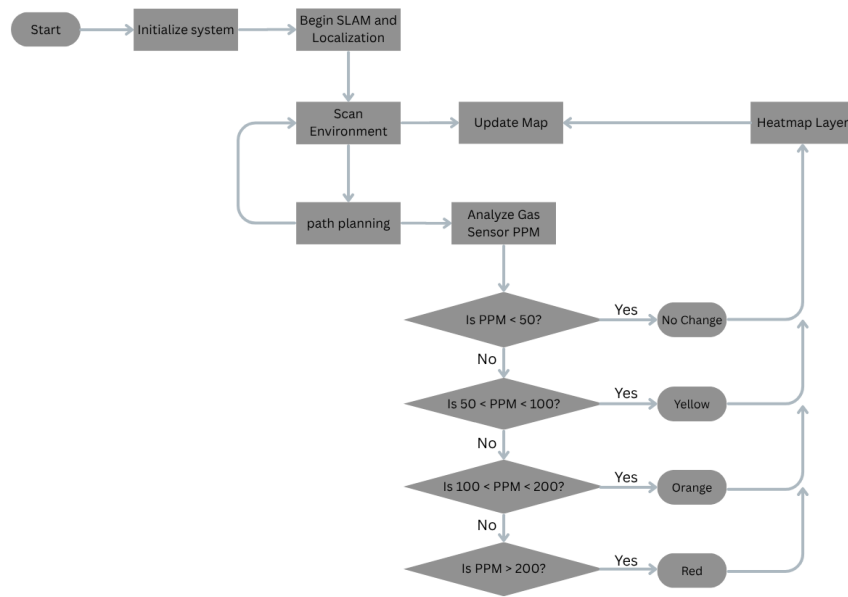 Start
Initialize system
Begin SLAM and
Localization
Scan
Environment
Update Map
Heatmap Layer
path planning
Analyze Gas
Sensor PPM
Is PPM < 50?
Yes
No Change
No
Is 50 < PPM < 100?
Yes
Yellow
No
Is 100 < PPM < 200?
Yes
Orange
No
Is PPM > 200?
Yes
Red